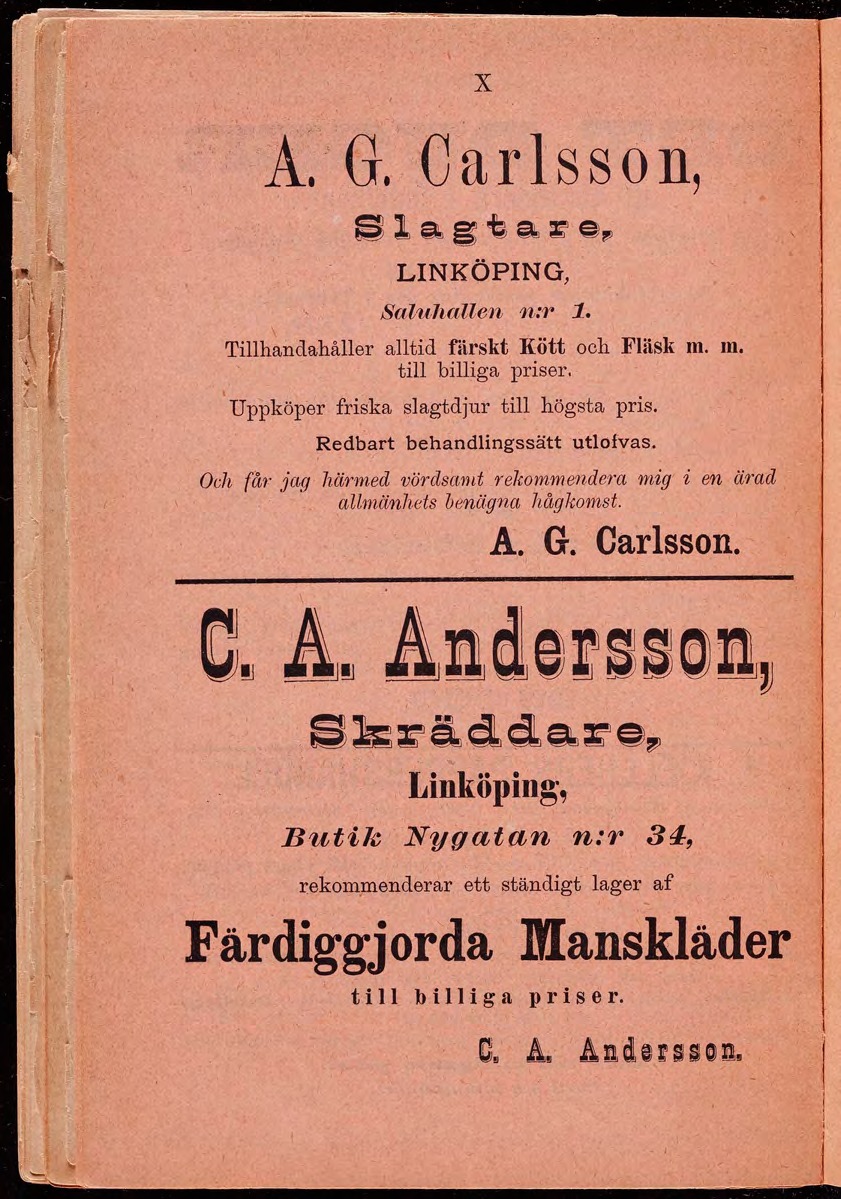 X
A. G. Carlsson,
Slagtare,
LINKÖPING,
Saluhallen n:r 1.
Tillhandahåller alltid färskt Kött och Fläsk m. m.
till billiga priser.
Uppköper friska slagtdjur till högsta pris.
Redbart behandlingssätt utlofvas.
Och får jag härmed vördsamt rekommendera mig i en ärad
allmänhets benägna hågkomst.
A. G. Carlsson.
C. A. Andersson,
Skräddare,
Linköping,
Butik Nygatan n:r 34,
rekommenderar ett ständigt lager af
Färdiggjorda Manskläder
till billiga priser.
C. A. Andersson.